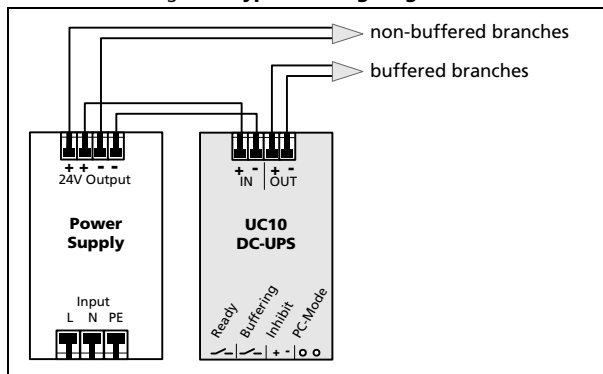 non-buffered branches
buffered branches
+ + - -
24V Output
+ - + -
IN OUT
Power
Supply
UC10
DC-UPS
Input
L N PE
Ready
Buffering
Inhibit
PC-Mode
+ -